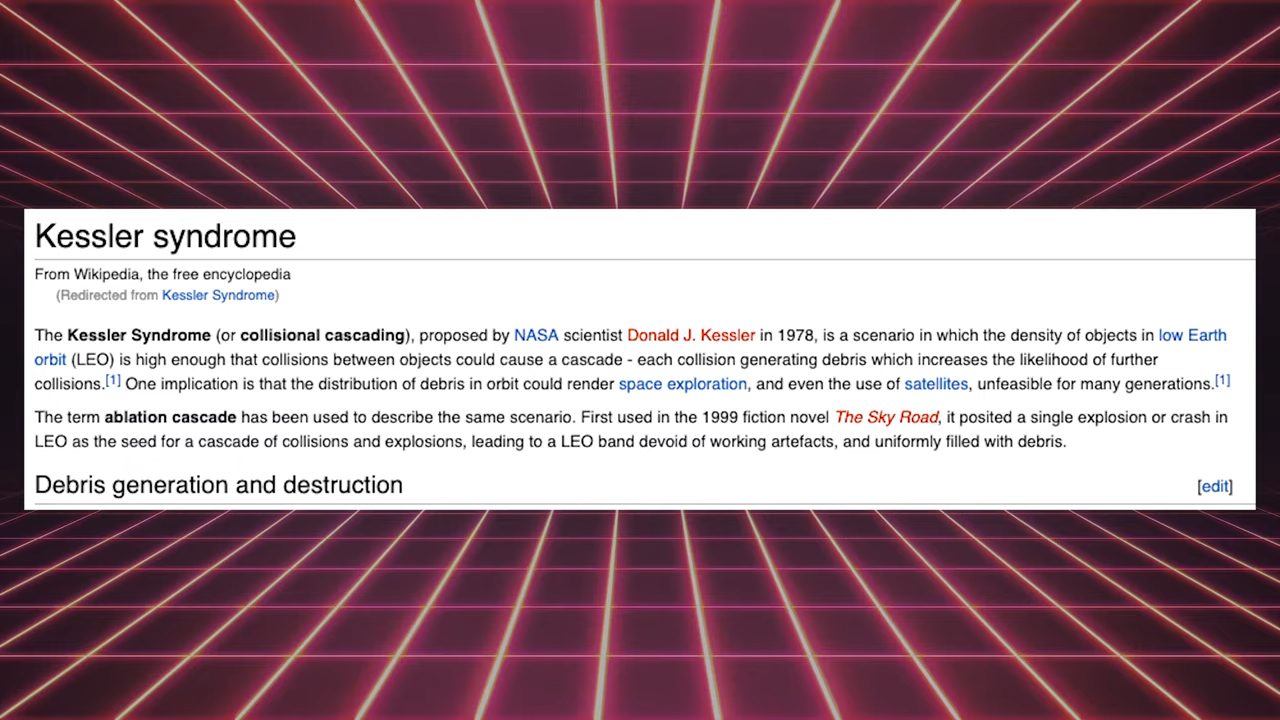 Kessler syndrome
From Wikipedia, the free encyclopedia
(Redirected from Kessler Syndrome)
The Kessler Syndrome (or collisional cascading), proposed by NASA scientist Donald J. Kessler in 1978, is a scenario in which the density of objects in low Earth
orbit (LEO) is high enough that collisions between objects could cause a cascade - each collision generating debris which increases the likelihood of further
collisions.[1] One implication is that the distribution of debris in orbit could render space exploration, and even the use of satellites, unfeasible for many generations.[1]
The term ablation cascade has been used to describe the same scenario. First used in the 1999 fiction novel The Sky Road, it posited a single explosion or crash in
LEO as the seed for a cascade of collisions and explosions, leading to a LEO band devoid of working artefacts, and uniformly filled with debris.
Debris generation and destruction [edit]